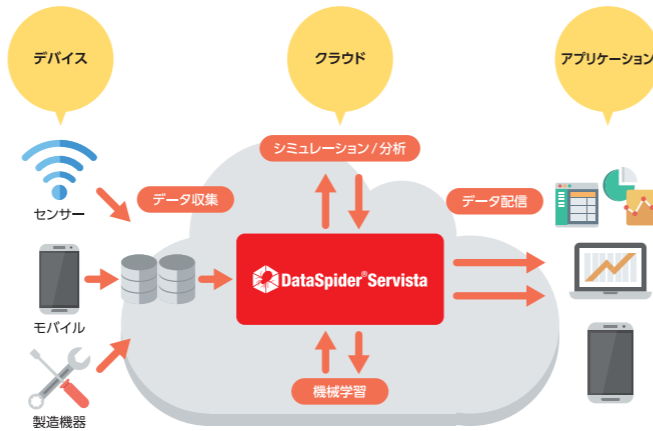 デバイス
クラウド
アプリケーション
シミュレーション / 分析
データ収集
データ配信
センサー
DataSpider® Servista
モバイル
機械学習
製造機器